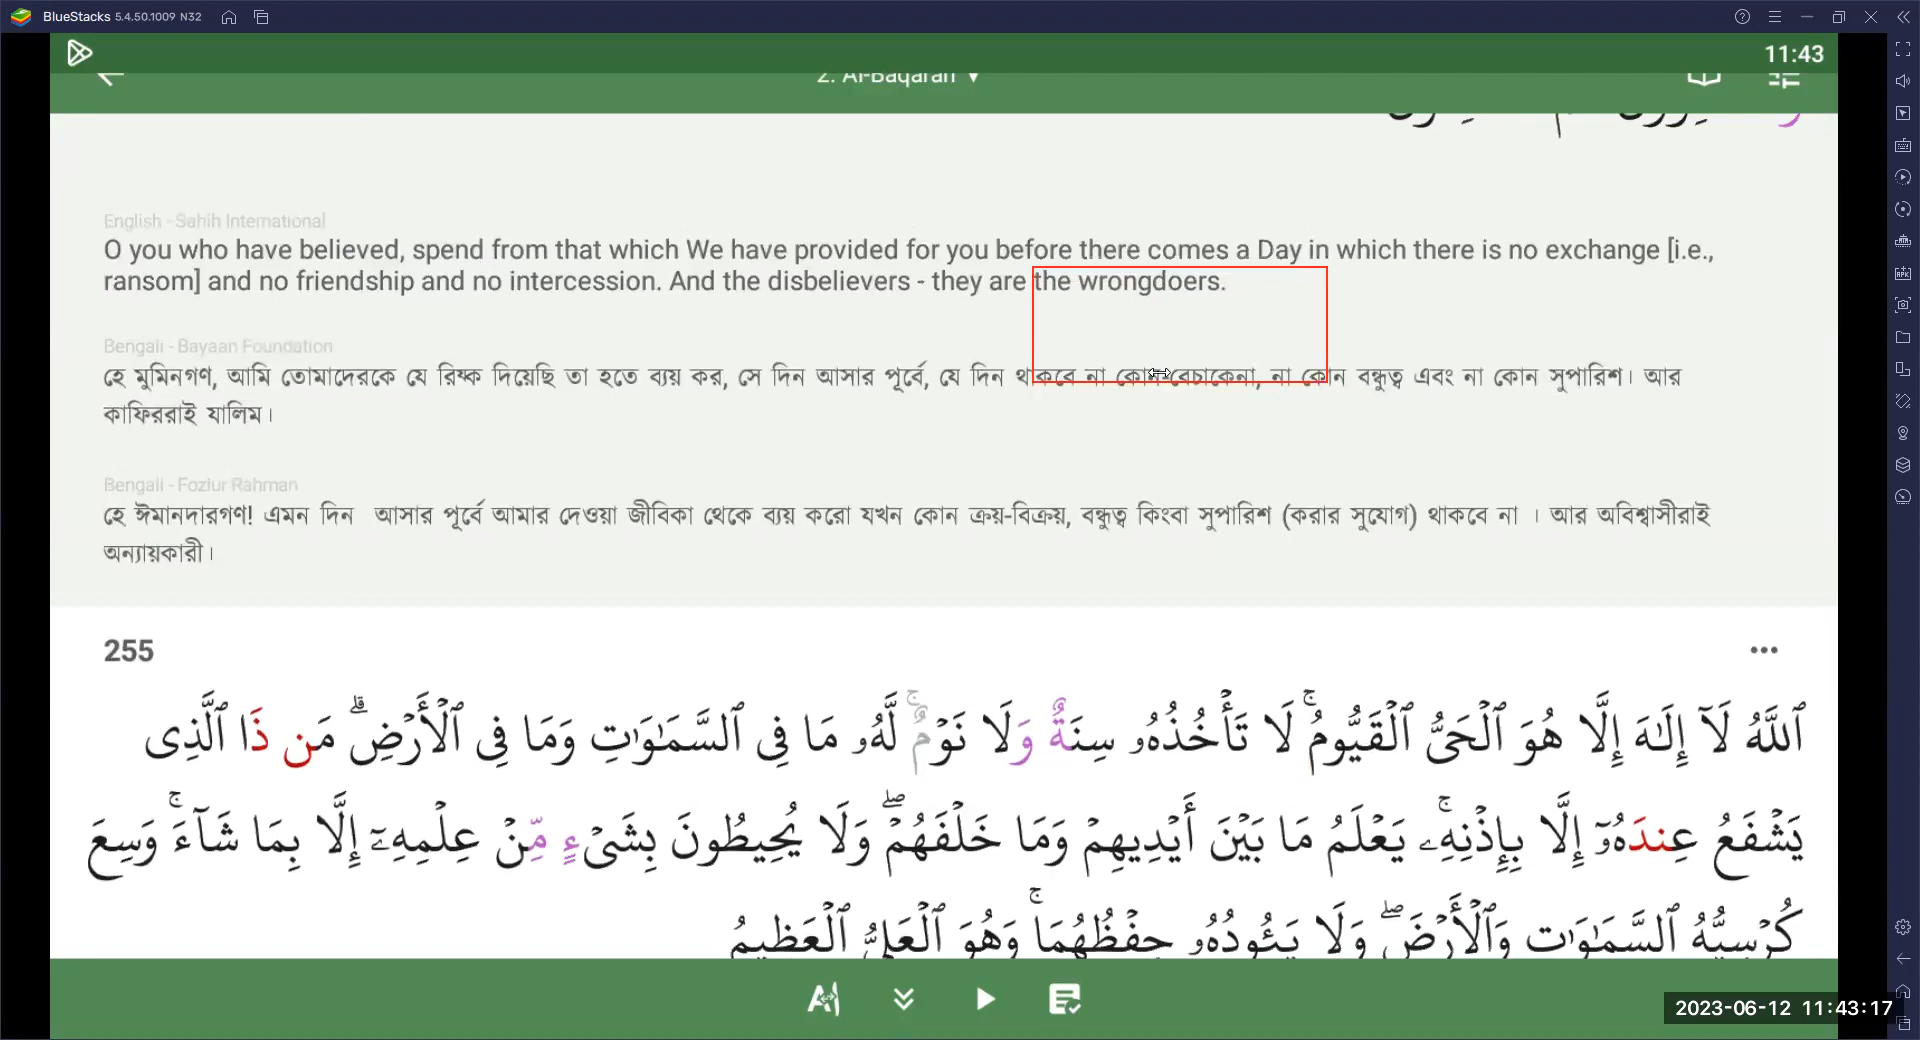 BlueStacks 5.4.50.1009 N32
11:43
2. Al-Baqarah ▼
English - Sahih International
O you who have believed, spend from that which We have provided for you before there comes a Day in which there is no exchange [i.e.,
ransom] and no friendship and no intercession. And the disbelievers - they are the wrongdoers.
Bengali - Bayaan Foundation
হে মুমিনগণ, আমি তোমাদেরকে যে রিয্ক দিয়েছি তা হতে ব্যয় কর, সে দিন আসার পূর্বে, যে দিন থাকবে না কোন বেচাকেনা, না কোন বন্ধুত্ব এবং না কোন সুপারিশ। আর
কাফিররাই যালিম।
Bengali - Fozlur Rahman
হে ঈমানদারগণ! এমন দিন আসার পূর্বে আমার দেওয়া জীবিকা থেকে ব্যয় করো যখন কোন ক্রয়-বিক্রয়, বন্ধুত্ব কিংবা সুপারিশ (করার সুযোগ) থাকবে না । আর অবিশ্বাসীরাই
অন্যায়কারী।
255
ٱللَّهُ لَآ إِلَـٰهَ إِلَّا هُوَ ٱلْحَىُّ ٱلْقَيُّومُ ۚ لَا تَأْخُذُهُۥ سِنَةٌ وَلَا نَوْمٌ ۚ لَّهُۥ مَا فِى ٱلسَّمَـٰوَٰتِ وَمَا فِى ٱلْأَرْضِ ۗ مَن ذَا ٱلَّذِى
يَشْفَعُ عِندَهُۥٓ إِلَّا بِإِذْنِهِۦ ۚ يَعْلَمُ مَا بَيْنَ أَيْدِيهِمْ وَمَا خَلْفَهُمْ ۖ وَلَا يُحِيطُونَ بِشَىْءٍ مِّنْ عِلْمِهِۦٓ إِلَّا بِمَا شَآءَ ۚ وَسِعَ
كُرْسِيُّهُ ٱلسَّمَـٰوَٰتِ وَٱلْأَرْضَ ۖ وَلَا يَـُٔودُهُۥ حِفْظُهُمَا ۚ وَهُوَ ٱلْعَلِىُّ ٱلْعَظِيمُ
2023-06-12 11:43:17